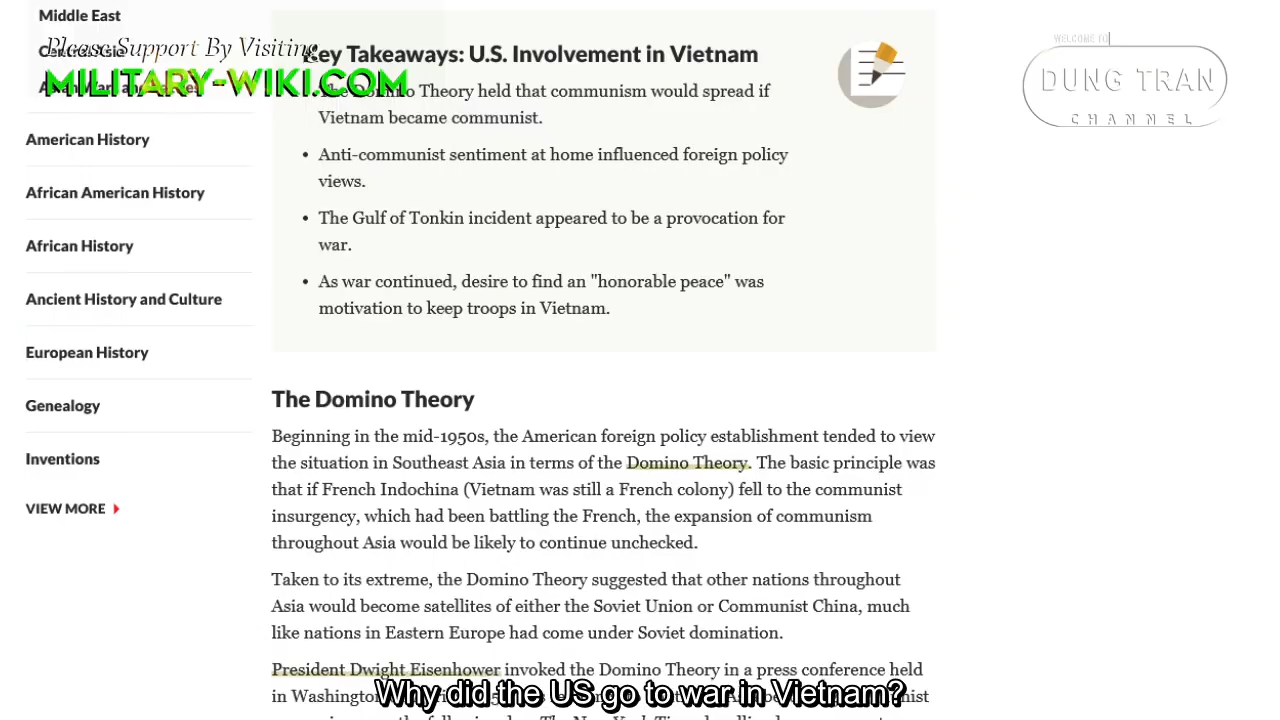 Middle East
Central Asia
Please Support By Visiting
MILITARY-WIKI.COM
American History
African American History
African History
Ancient History and Culture
European History
Genealogy
Inventions
VIEW MORE
Key Takeaways: U.S. Involvement in Vietnam
The Domino Theory held that communism would spread if
Vietnam became communist.
• Anti-communist sentiment at home influenced foreign policy
views.
• The Gulf of Tonkin incident appeared to be a provocation for
war.
• As war continued, desire to find an "honorable peace" was
motivation to keep troops in Vietnam.
The Domino Theory
Beginning in the mid-1950s, the American foreign policy establishment tended to view
the situation in Southeast Asia in terms of the Domino Theory. The basic principle was
that if French Indochina (Vietnam was still a French colony) fell to the communist
insurgency, which had been battling the French, the expansion of communism
throughout Asia would be likely to continue unchecked.
Taken to its extreme, the Domino Theory suggested that other nations throughout
Asia would become satellites of either the Soviet Union or Communist China, much
like nations in Eastern Europe had come under Soviet domination.
President Dwight Eisenhower invoked the Domino Theory in a press conference held
in Washington
Why did the US go to war in Vietnam?
WELCOME TO
DUNG TRAN
CHANNEL